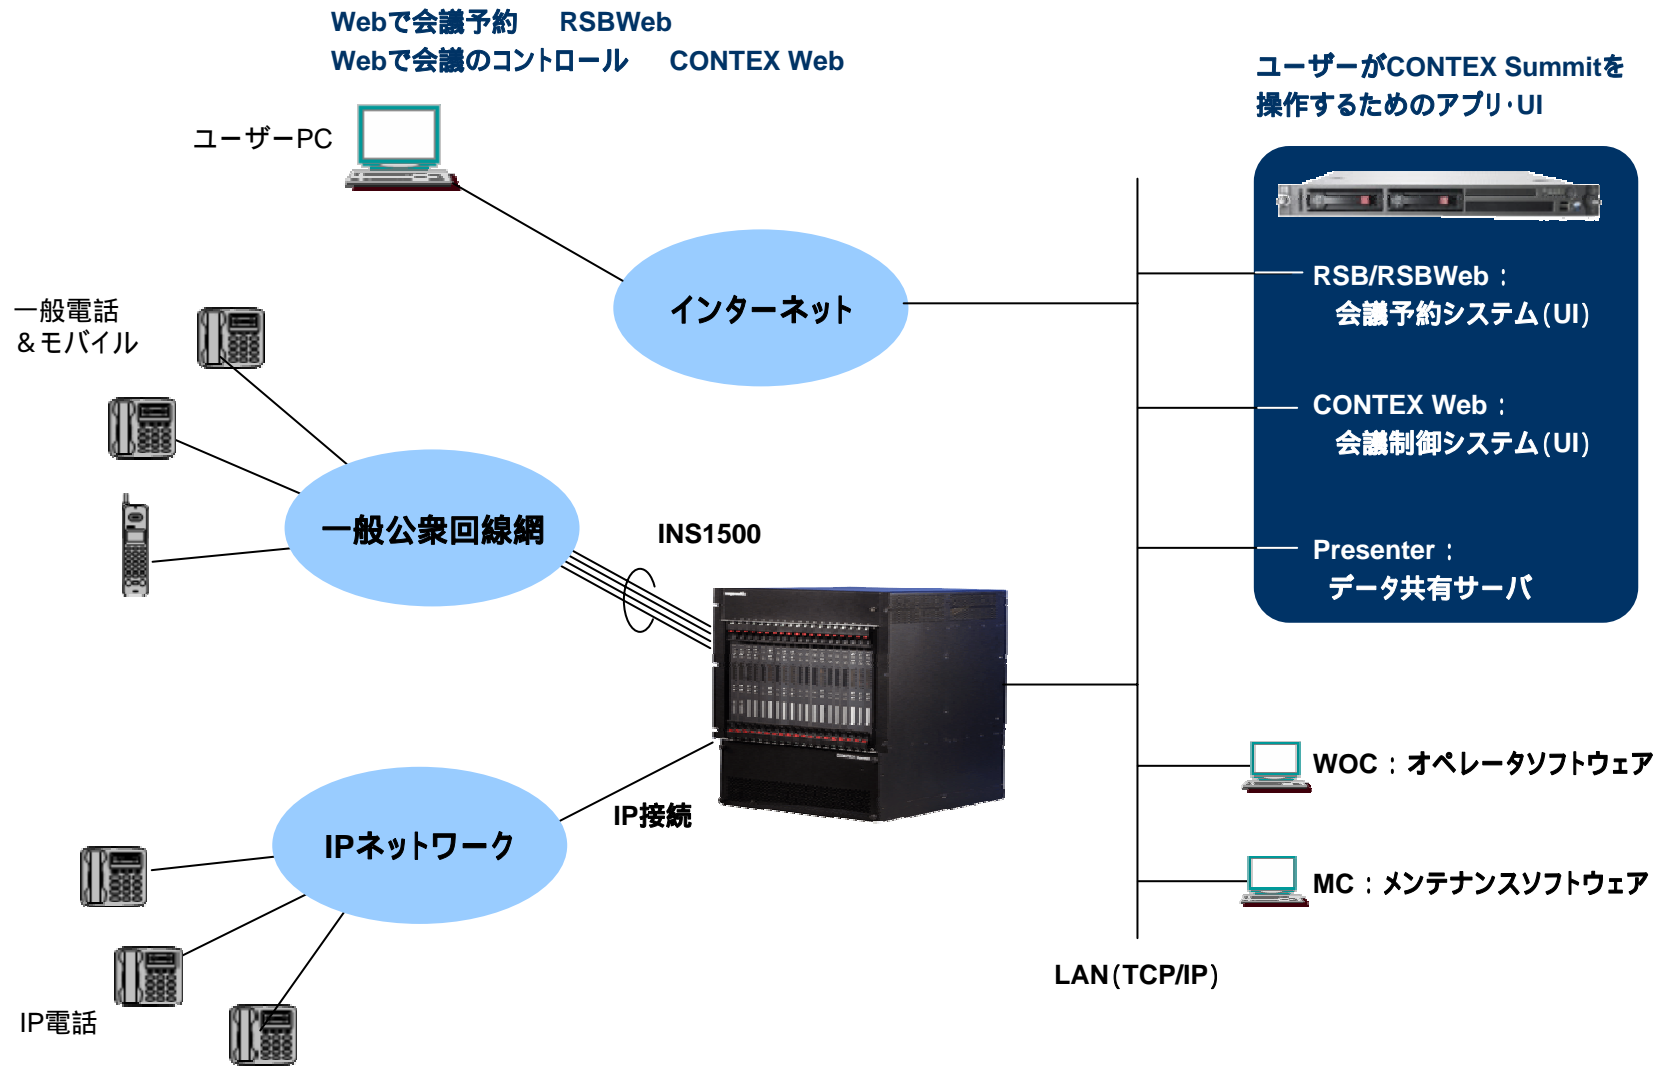 Webで会議予約 RSBWeb
Webで会議のコントロール CONTEX Web
ユーザーがCONTEX Summitを
操作するためのアプリ・UI
ユーザーPC
インターネット
一般電話
＆モバイル
RSB/RSBWeb：
会議予約システム(UI)
CONTEX Web：
会議制御システム(UI)
一般公衆回線網
INS1500
Presenter：
データ共有サーバ
WOC：オペレータソフトウェア
IP接続
IPネットワーク
MC：メンテナンスソフトウェア
LAN(TCP/IP)
IP電話